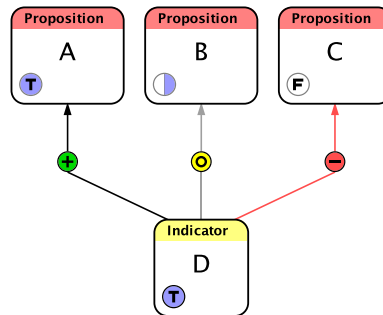 Proposition Proposition Proposition
A B C
T F
+ O -
Indicator
D
T